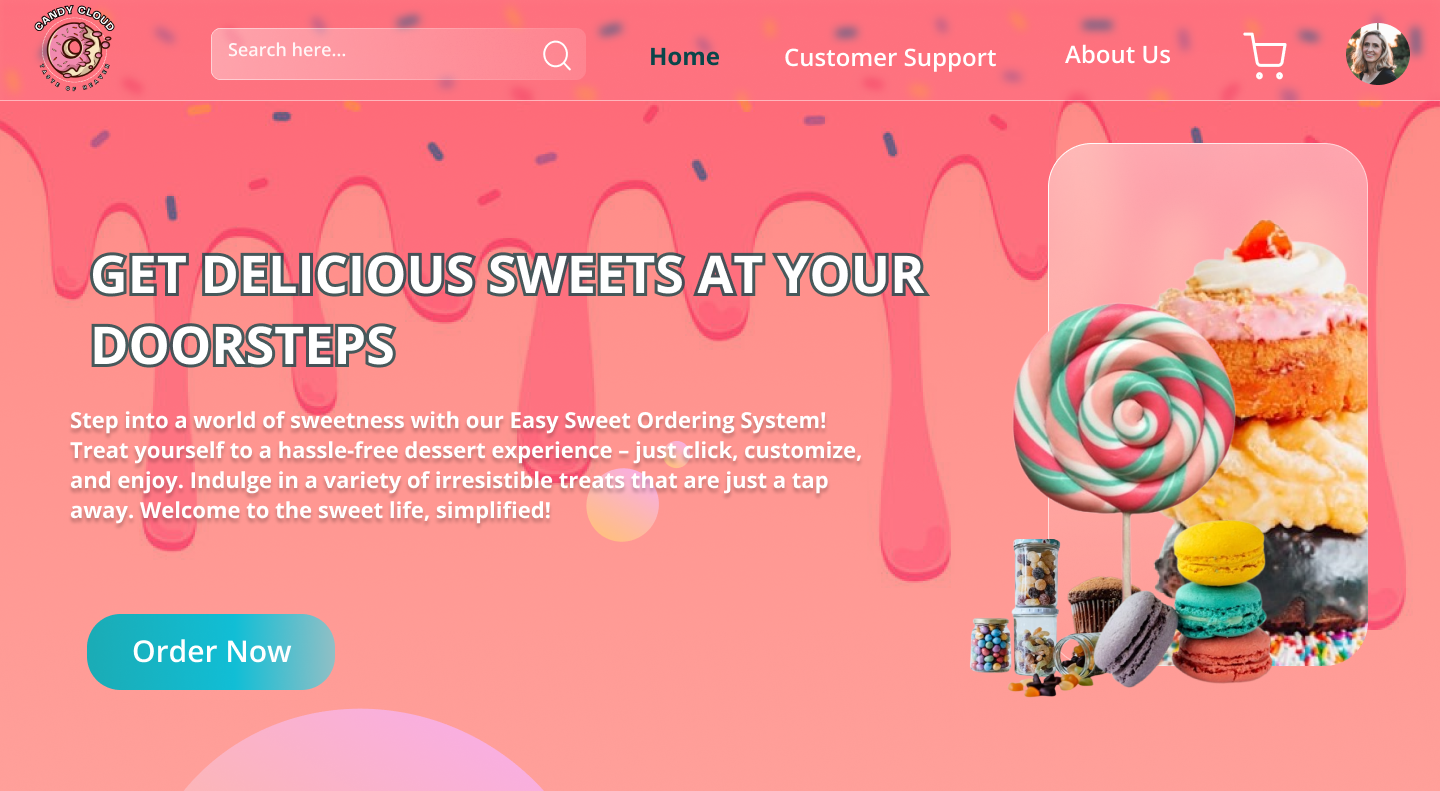 CANDY CLOUD
TASTE OF HEAVEN
Search here...
Home
Customer Support
About Us
GET DELICIOUS SWEETS AT YOUR
DOORSTEPS
Step into a world of sweetness with our Easy Sweet Ordering System!
Treat yourself to a hassle-free dessert experience – just click, customize,
and enjoy. Indulge in a variety of irresistible treats that are just a tap
away. Welcome to the sweet life, simplified!
Order Now